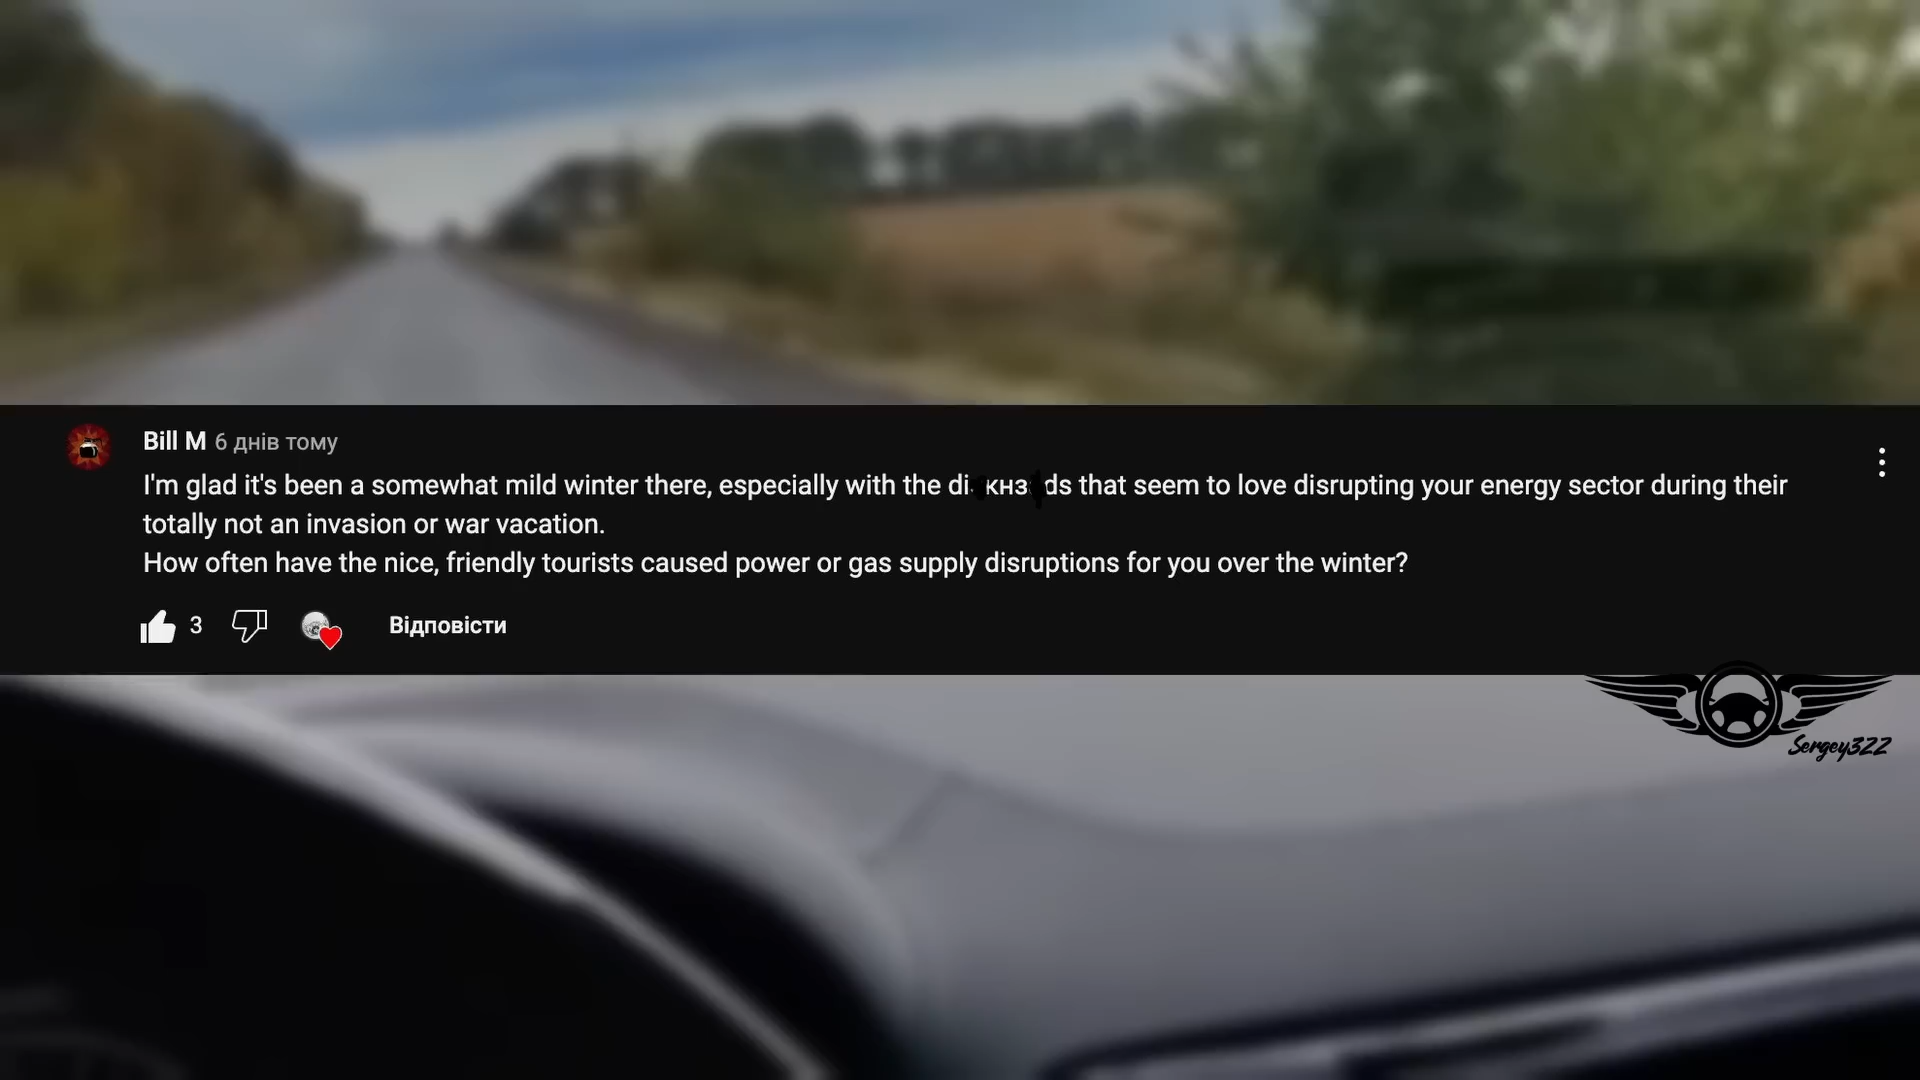 Bill M 6 днів тому
I'm glad it's been a somewhat mild winter there, especially with the ds that seem to love disrupting your energy sector during their
totally not an invasion or war vacation.
How often have the nice, friendly tourists caused power or gas supply disruptions for you over the winter?
3
Відповісти
Sergey322